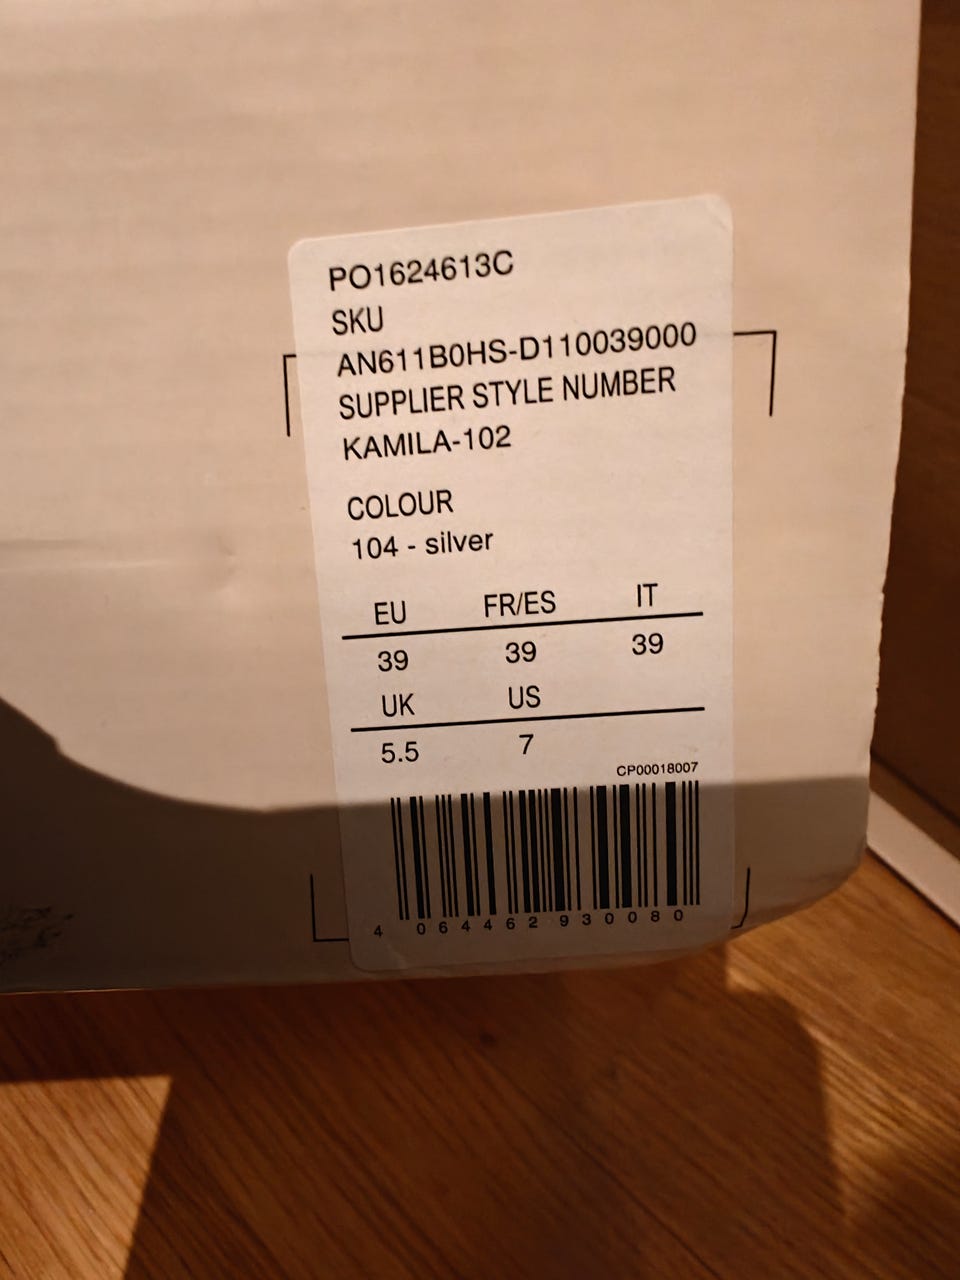 PO1624613C
SKU
AN611B0HS-D110039000
SUPPLIER STYLE NUMBER
KAMILA-102
COLOUR
104 - silver
EU FR/ES IT
39 39 39
UK US
5.5 7
CP00018007
4 064462 930080